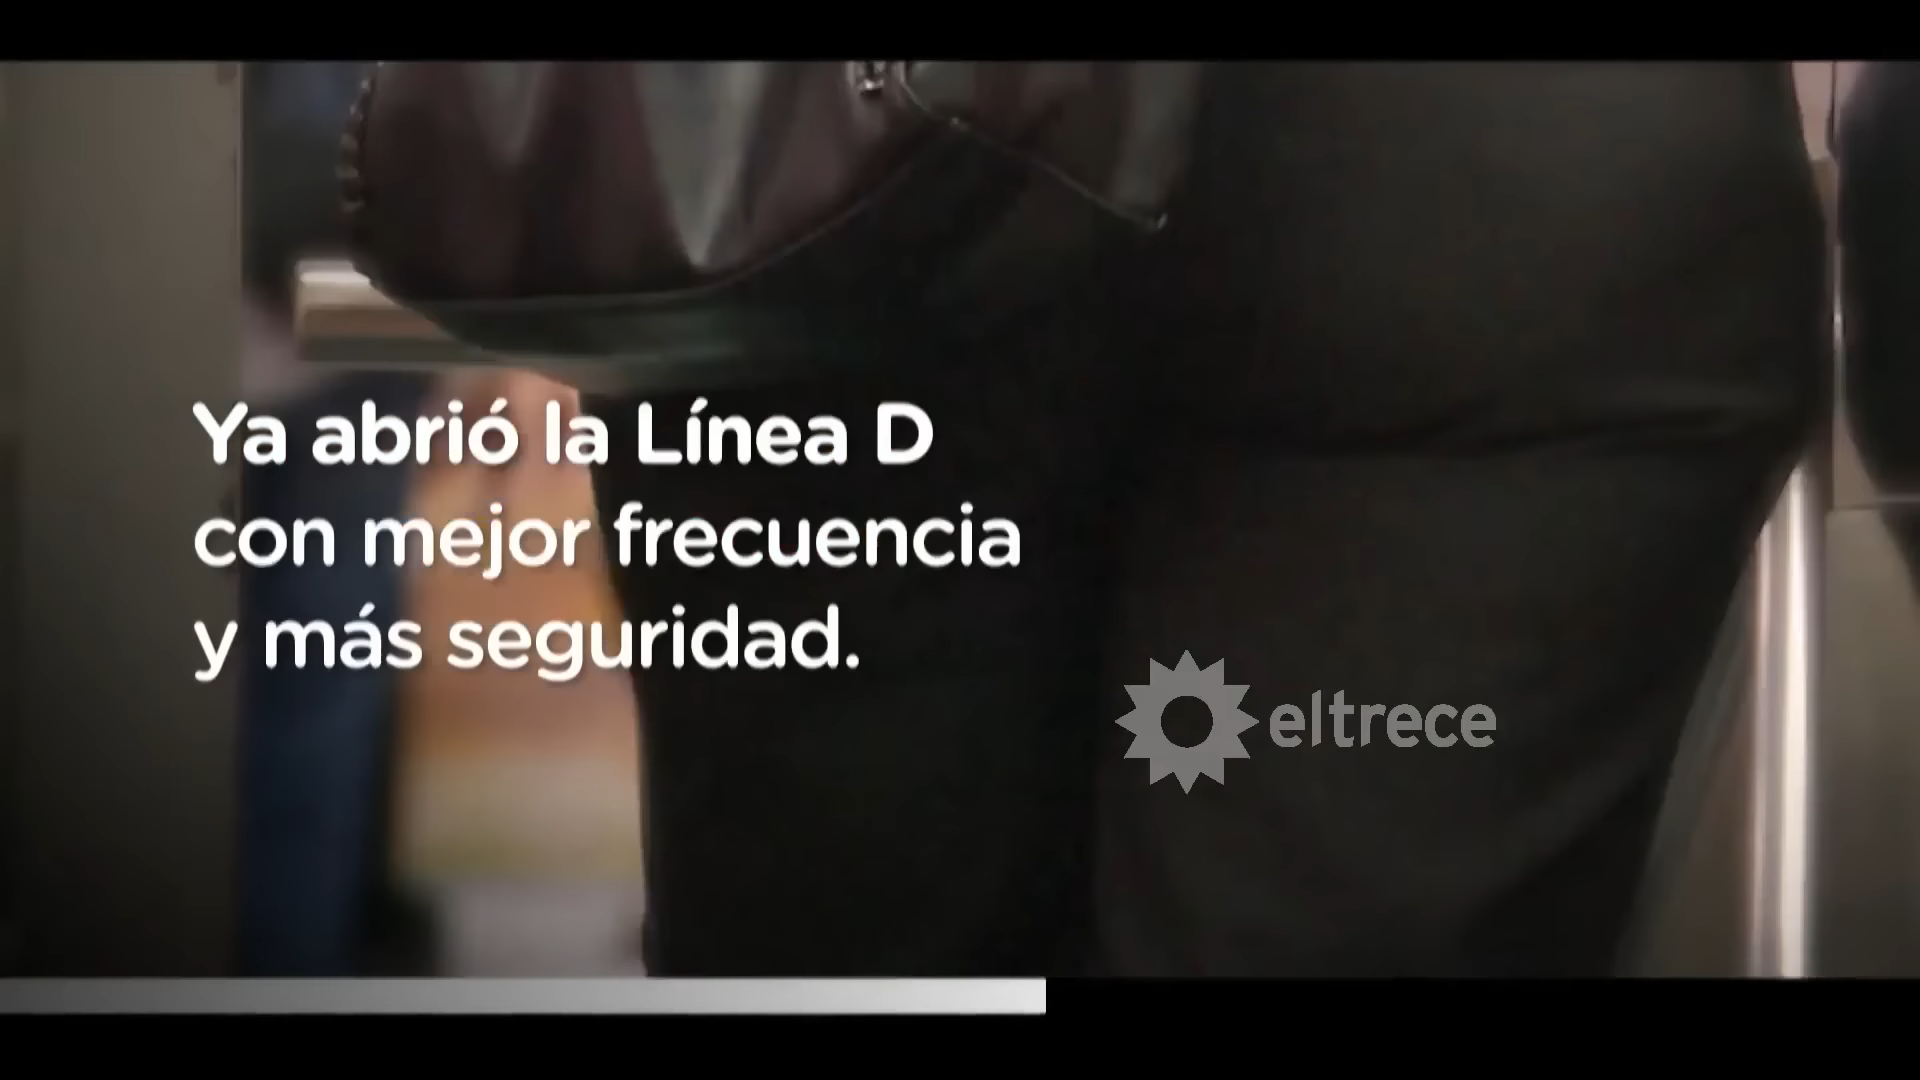 Ya abrió la Línea D
con mejor frecuencia
y más seguridad.
eltrece